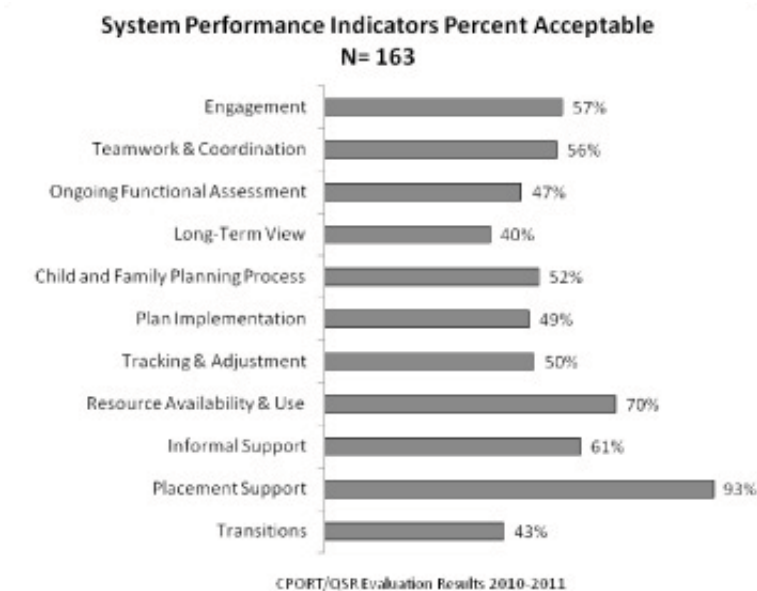 System Performance Indicators Percent Acceptable
N= 163
Engagement 57%
Teamwork & Coordination 56%
Ongoing Functional Assessment 47%
Long-Term View 40%
Child and Family Planning Process 52%
Plan Implementation 49%
Tracking & Adjustment 50%
Resource Availability & Use 70%
Informal Support 61%
Placement Support 93%
Transitions 43%
CPORT/QSR Evaluation Results 2010-2011